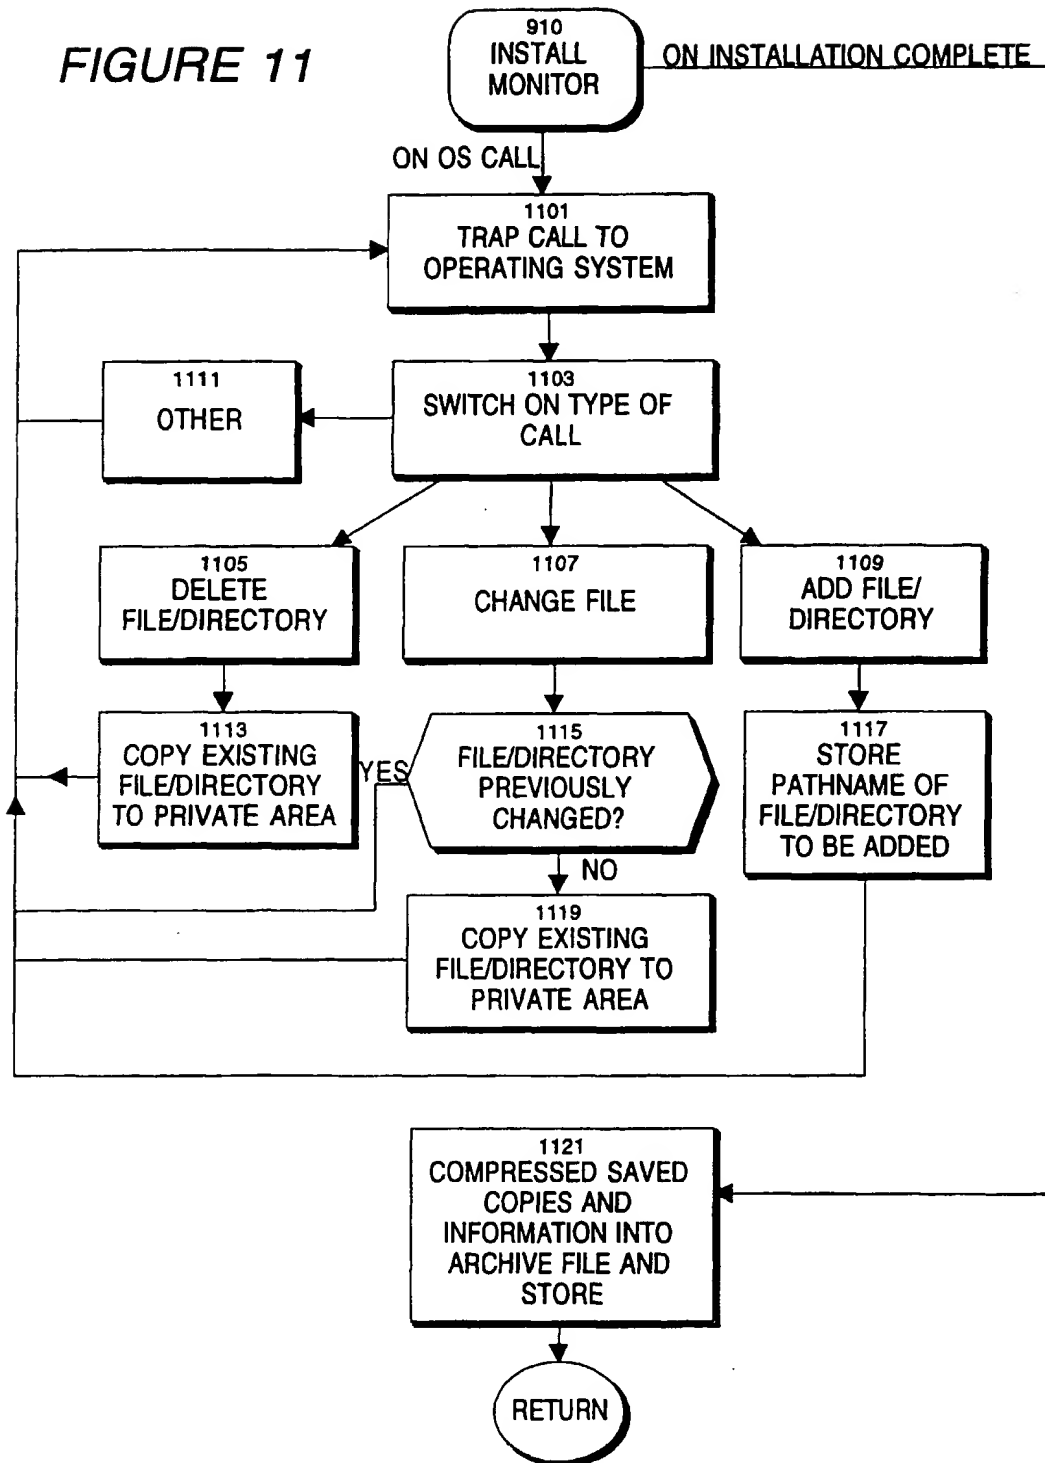 FIGURE 11
910
INSTALL
MONITOR
ON INSTALLATION COMPLETE
ON OS CALL
1101
TRAP CALL TO
OPERATING SYSTEM
1111
OTHER
1103
SWITCH ON TYPE OF
CALL
1105
DELETE
FILE/DIRECTORY
1107
CHANGE FILE
1109
ADD FILE/
DIRECTORY
1113
COPY EXISTING
FILE/DIRECTORY
TO PRIVATE AREA
YES
1115
FILE/DIRECTORY
PREVIOUSLY
CHANGED?
1117
STORE
PATHNAME OF
FILE/DIRECTORY
TO BE ADDED
NO
1119
COPY EXISTING
FILE/DIRECTORY TO
PRIVATE AREA
1121
COMPRESSED SAVED
COPIES AND
INFORMATION INTO
ARCHIVE FILE AND
STORE
RETURN